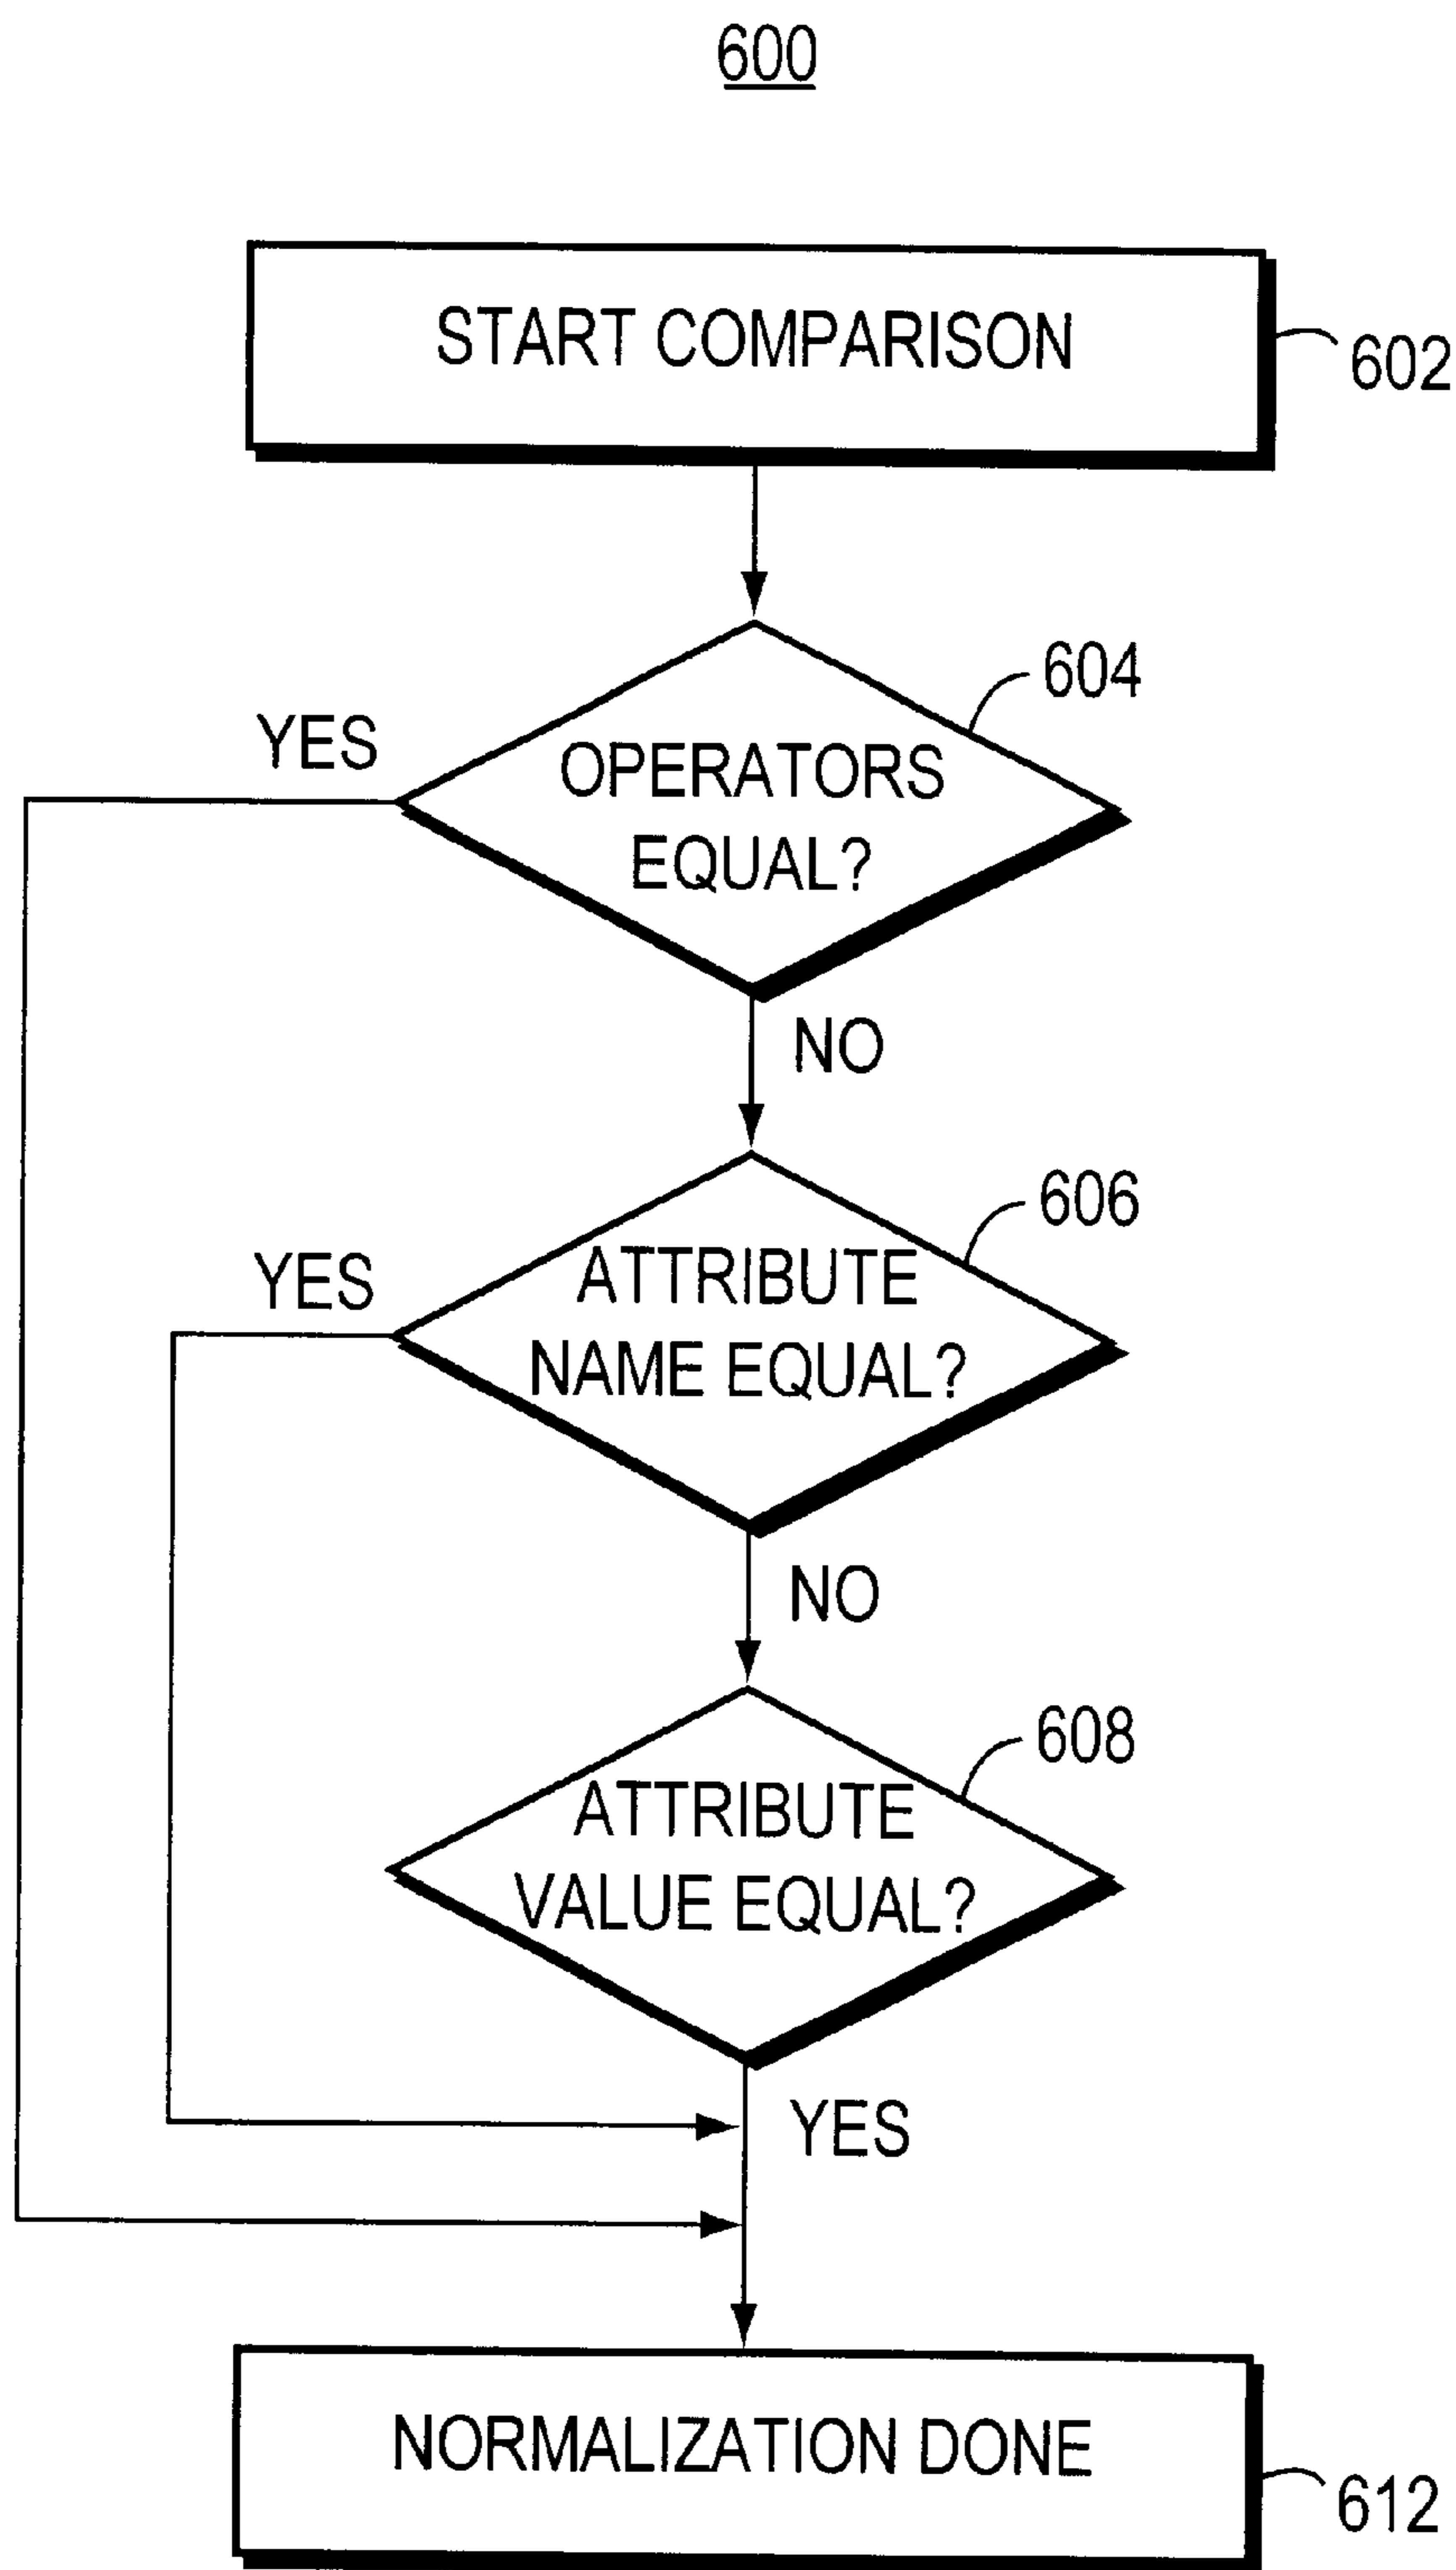 600
START COMPARISON
602
604
YES
OPERATORS
EQUAL?
NO
606
YES
ATTRIBUTE
NAME EQUAL?
NO
608
ATTRIBUTE
VALUE EQUAL?
YES
NORMALIZATION DONE
612